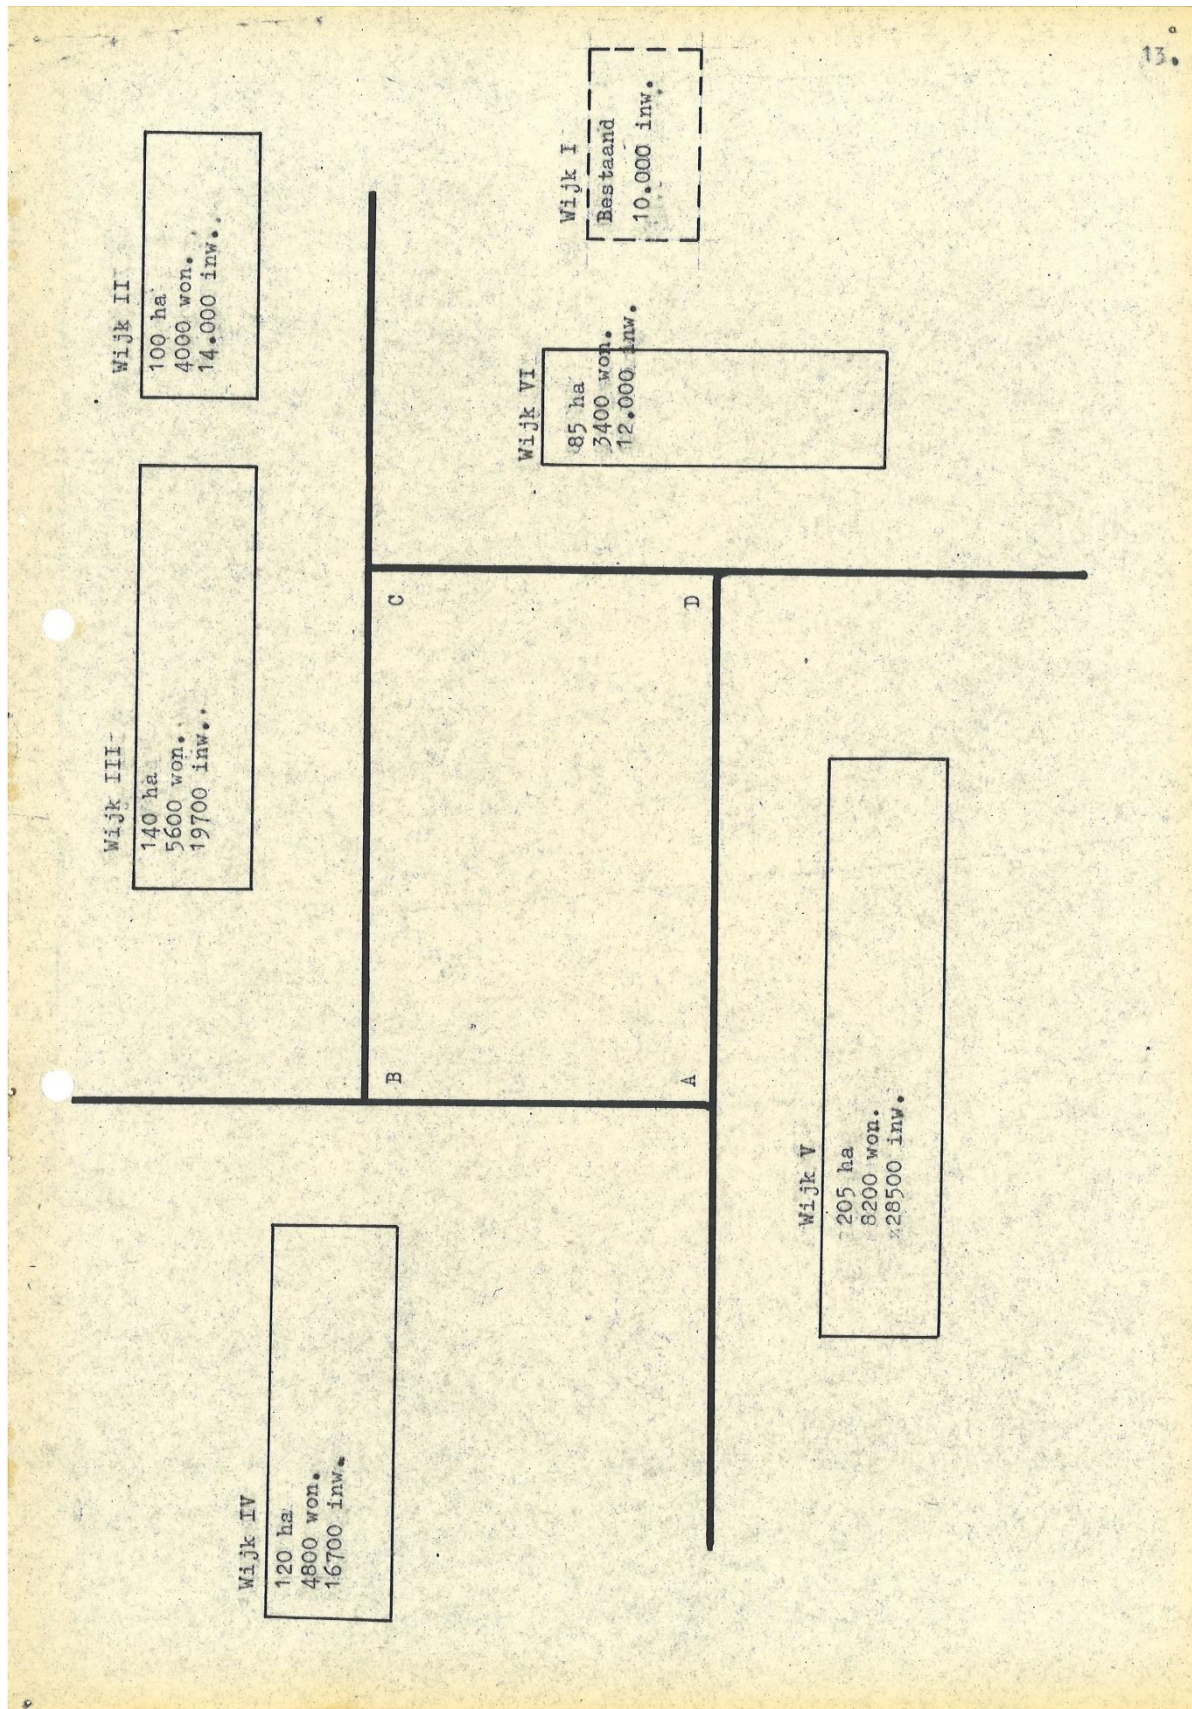 13.
Wijk I
Bestaand
10.000 inw.
Wijk II
100 ha
4000 won.
14.000 inw.
Wijk III
140 ha
5600 won.
19700 inw.
Wijk VI
85 ha
3400 won.
12.000 inw.
C
D
B
A
Wijk IV
120 ha
4800 won.
16700 inw.
Wijk V
205 ha
8200 won.
28500 inw.